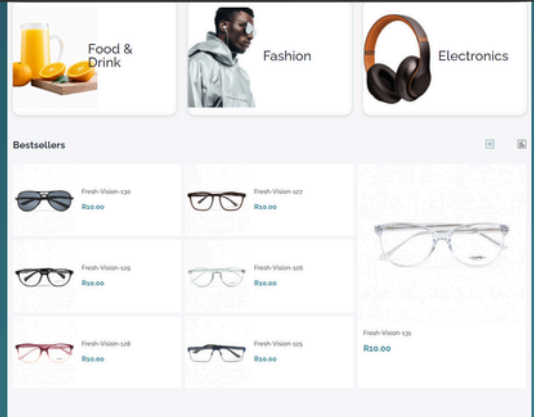 Food &
Drink
Fashion
Electronics
Bestsellers
Fresh-Vision-130
R10.00
Fresh-Vision-127
R10.00
Fresh-Vision-129
R10.00
Fresh-Vision-126
R10.00
Fresh-Vision-131
R10.00
Fresh-Vision-128
R10.00
Fresh-Vision-125
R10.00